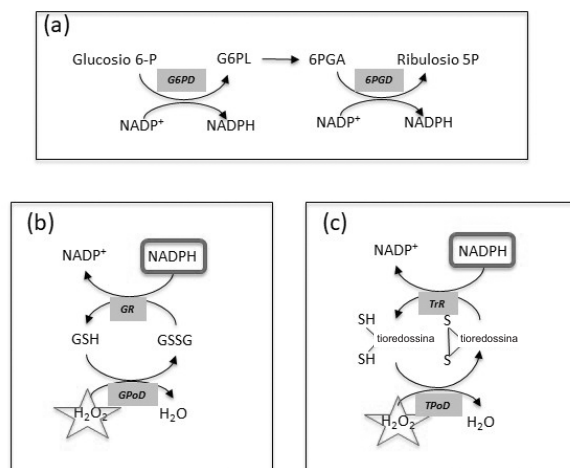 (a)
Glucosio 6-P G6PL 6PGA Ribulosio 5P
G6PD 6PGD
NADP⁺ NADPH NADP⁺ NADPH
(b)
NADP⁺ NADPH
GR
GSH GSSG
GPoD
H₂O₂ H₂O
(c)
NADP⁺ NADPH
TrR
SH S
tioredossina tioredossina
SH S
TPoD
H₂O₂ H₂O